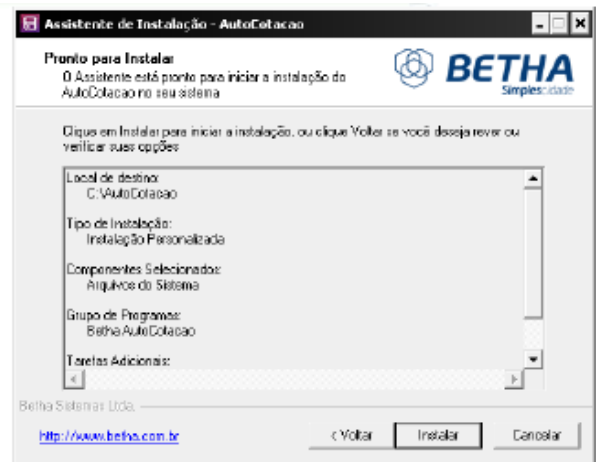 Assistente de Instalação - AutoCotacao
Pronto para Instalar
O Assistente está pronto para iniciar a instalação do
AutoCotacao no seu sistema
BETHA
Simplescidade
Clique em Instalar para iniciar a instalação, ou clique Voltar se você deseja rever ou
verificar suas opções
Local de destino:
C:\AutoCotacao
Tipo de Instalação:
Instalação Personalizada
Componentes Selecionados:
Arquivos do Sistema
Grupo de Programas:
Betha AutoCotacao
Tarefas Adicionais:
Betha Sistemas Ltda.
http://www.betha.com.br
< Voltar
Instalar
Cancelar